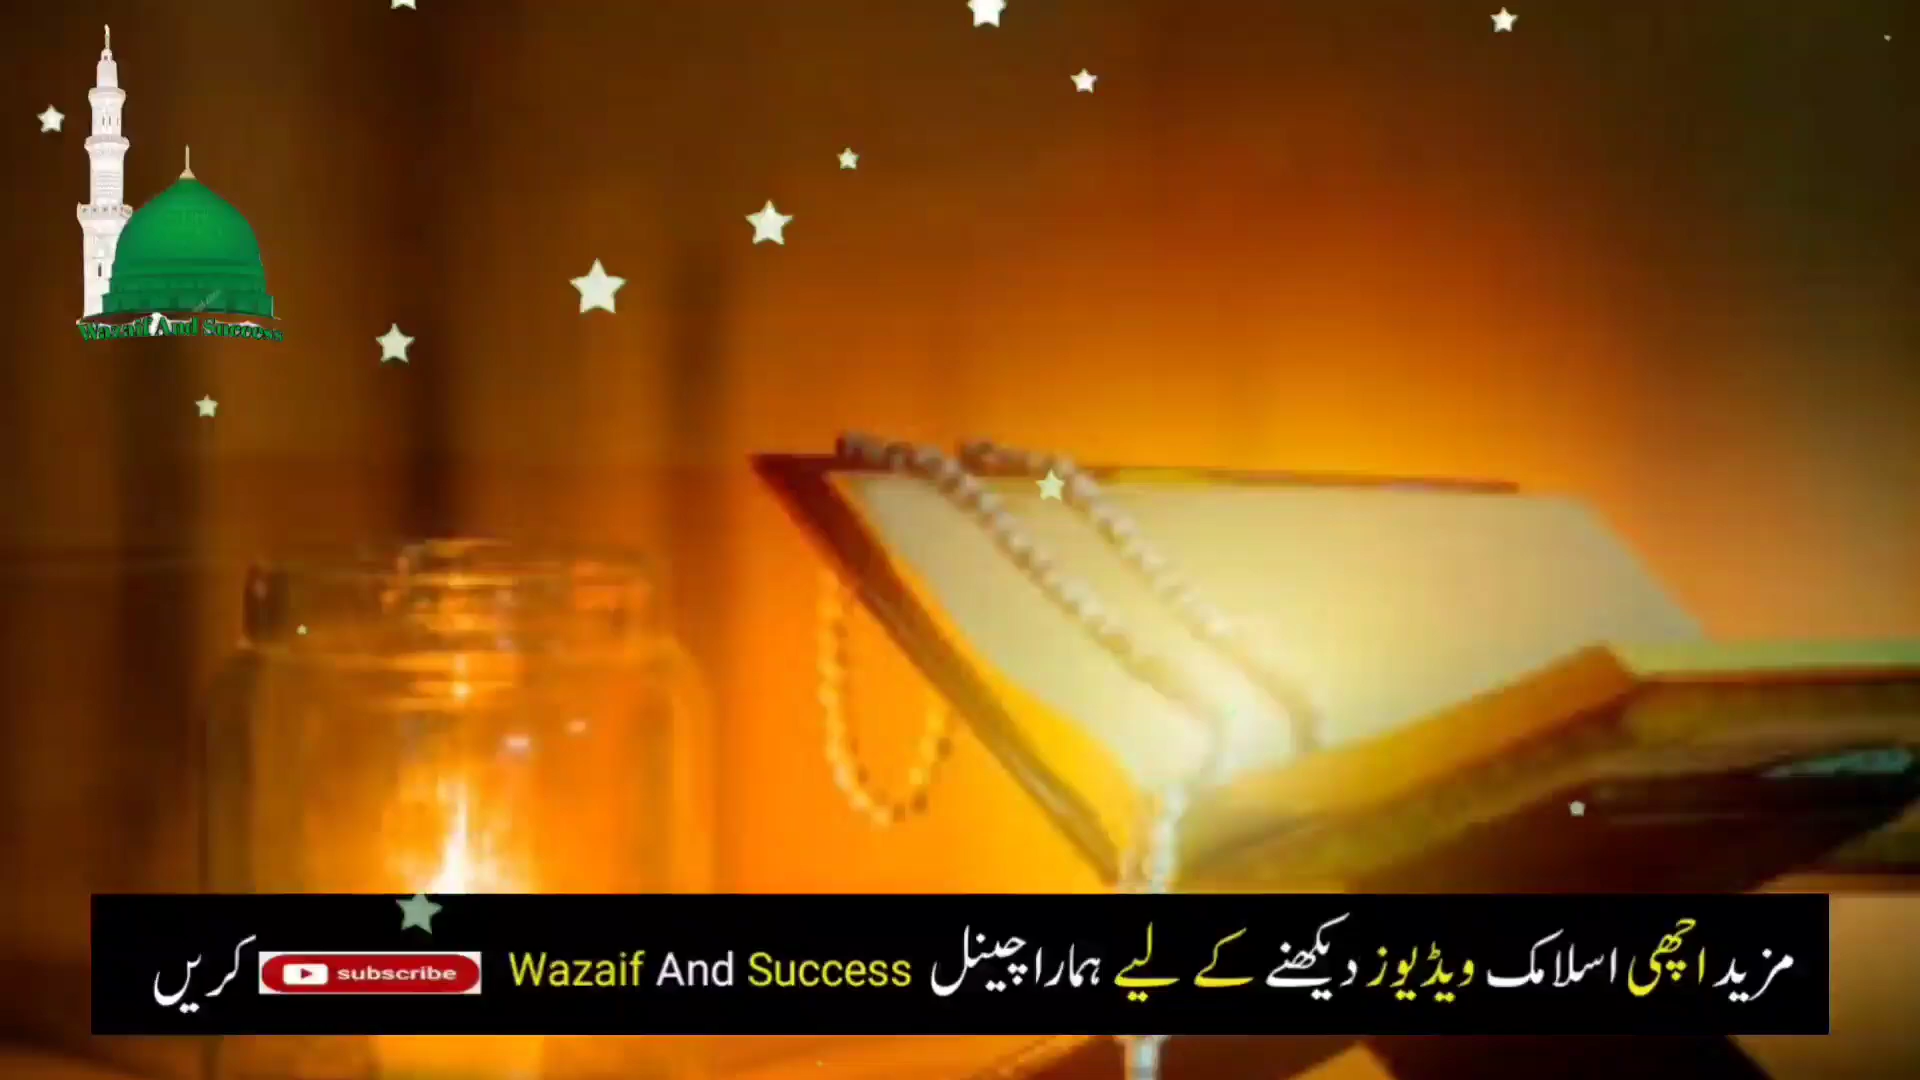 Wazaif And Success
مزید اچھی اسلامک ویڈیوز دیکھنے کے لیے ہمارا چینل Wazaif And Success subscribe کریں